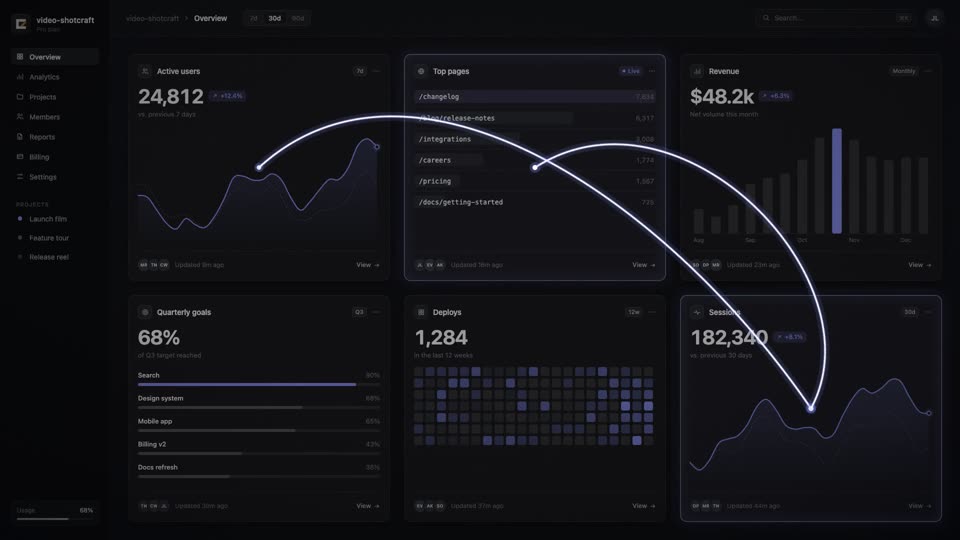 video-shotcraft
Pro plan
video-shotcraft > Overview
7d 30d 90d
Search...
⌘K
JL
Overview
Analytics
Projects
Members
Reports
Billing
Settings
PROJECTS
Launch film
Feature tour
Release reel
Usage 68%
Active users 7d
24,812 ↗ +12.4%
vs. previous 7 days
MR TN CW Updated 9m ago View →
Top pages Live
/changelog 7,834
/blog/release-notes 6,317
/integrations 3,009
/careers 1,774
/pricing 1,567
/docs/getting-started 725
JL EV AK Updated 16m ago View →
Revenue Monthly
$48.2k ↗ +6.3%
Net volume this month
Aug Sep Oct Nov Dec
SO DP MR Updated 23m ago View →
Quarterly goals Q3
68%
of Q3 target reached
Search 90%
Design system 68%
Mobile app 65%
Billing v2 43%
Docs refresh 38%
TN CW JL Updated 30m ago View →
Deploys 12w
1,284
in the last 12 weeks
EV AK SO Updated 37m ago View →
Sessions 30d
182,340 ↗ +8.1%
vs. previous 30 days
DP MR TN Updated 44m ago View →